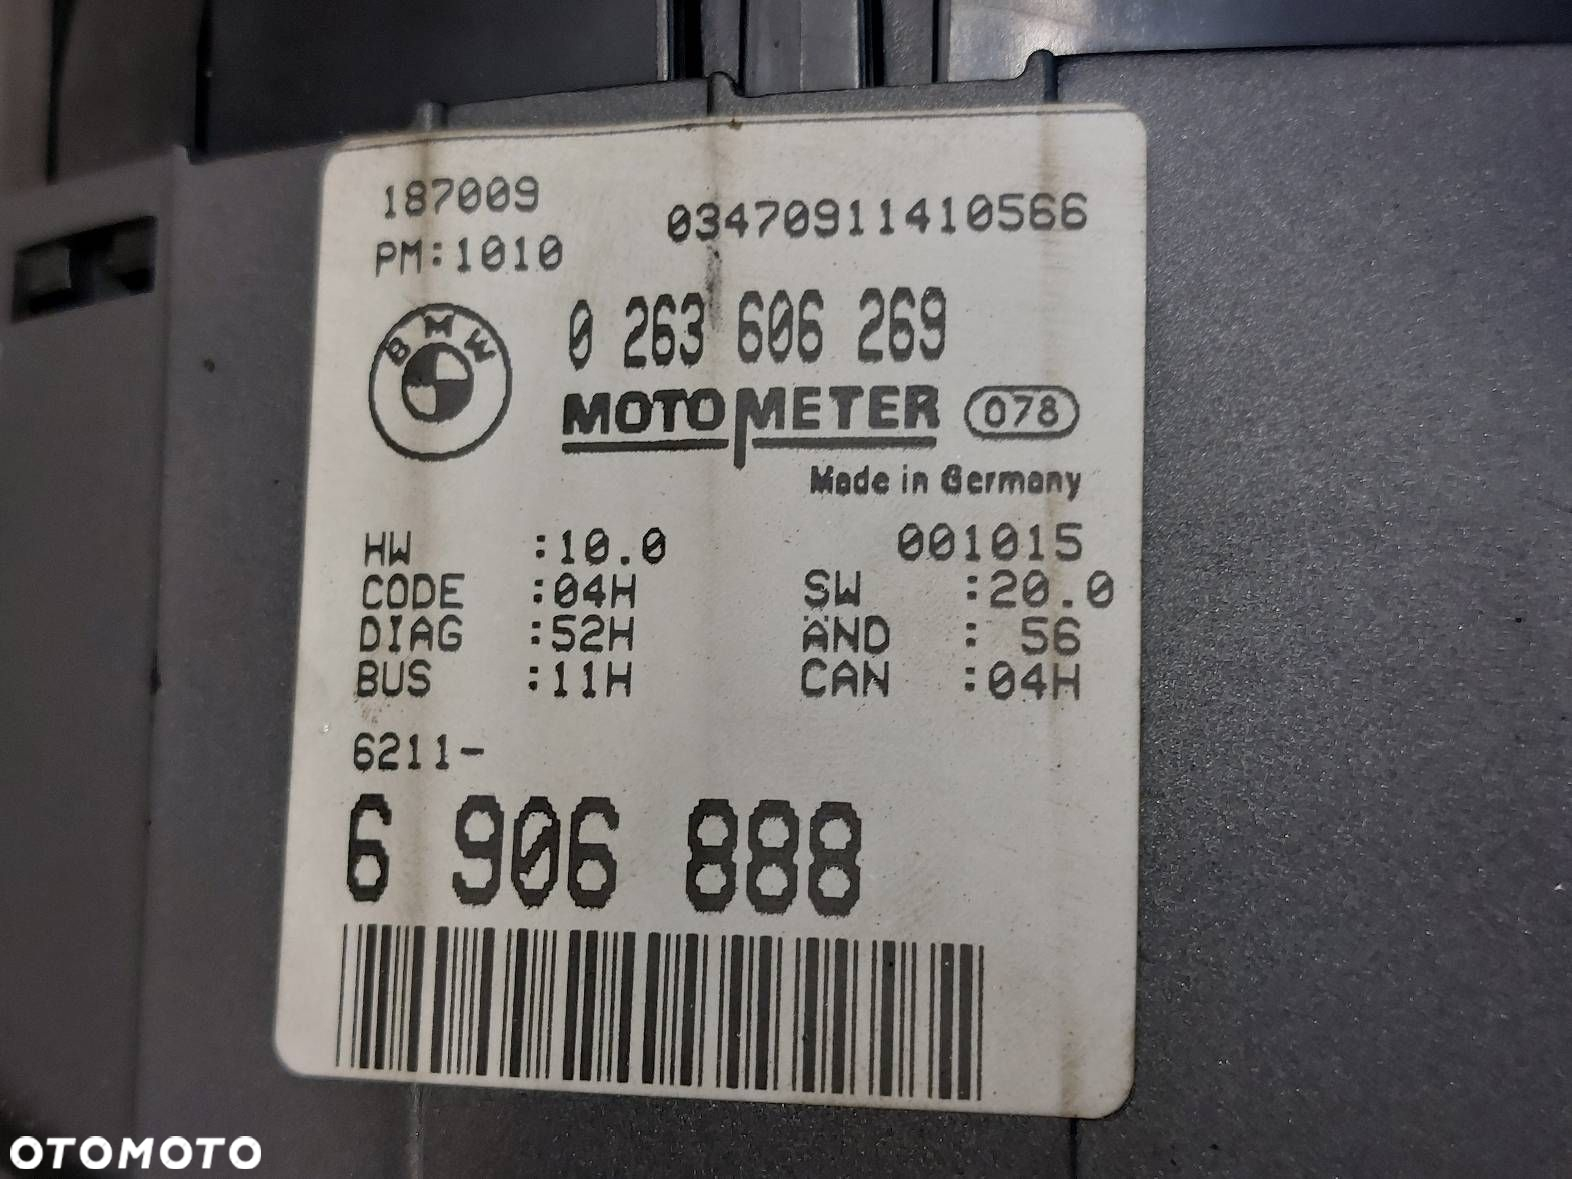 187009
03470911410566
PM:1010
BMW
0 263 606 269
MOTOMETER 078
Made in Germany
HW :10.0 001015
CODE :04H SW :20.0
DIAG :52H ÄND : 56
BUS :11H CAN :04H
6211-
6 906 888
OTOMOTO